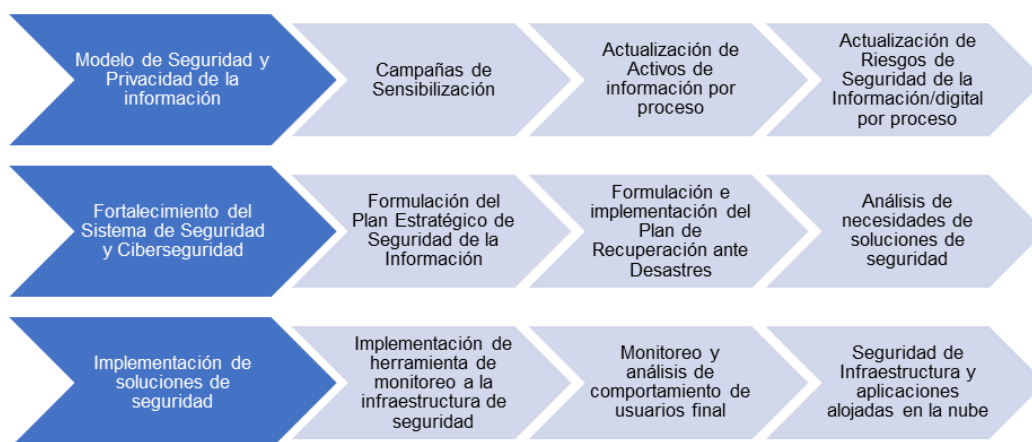 Modelo de Seguridad y
Privacidad de la
información
Campañas de
Sensibilización
Actualización de
Activos de
información por
proceso
Actualización de
Riesgos de
Seguridad de la
Información/digital
por proceso
Fortalecimiento del
Sistema de Seguridad
y Ciberseguridad
Formulación del
Plan Estratégico de
Seguridad de la
Información
Formulación e
implementación del
Plan de
Recuperación ante
Desastres
Análisis de
necesidades de
soluciones de
seguridad
Implementación de
soluciones de
seguridad
Implementación de
herramienta de
monitoreo a la
infraestructura de
seguridad
Monitoreo y
análisis de
comportamiento de
usuarios final
Seguridad de
Infraestructura y
aplicaciones
alojadas en la nube